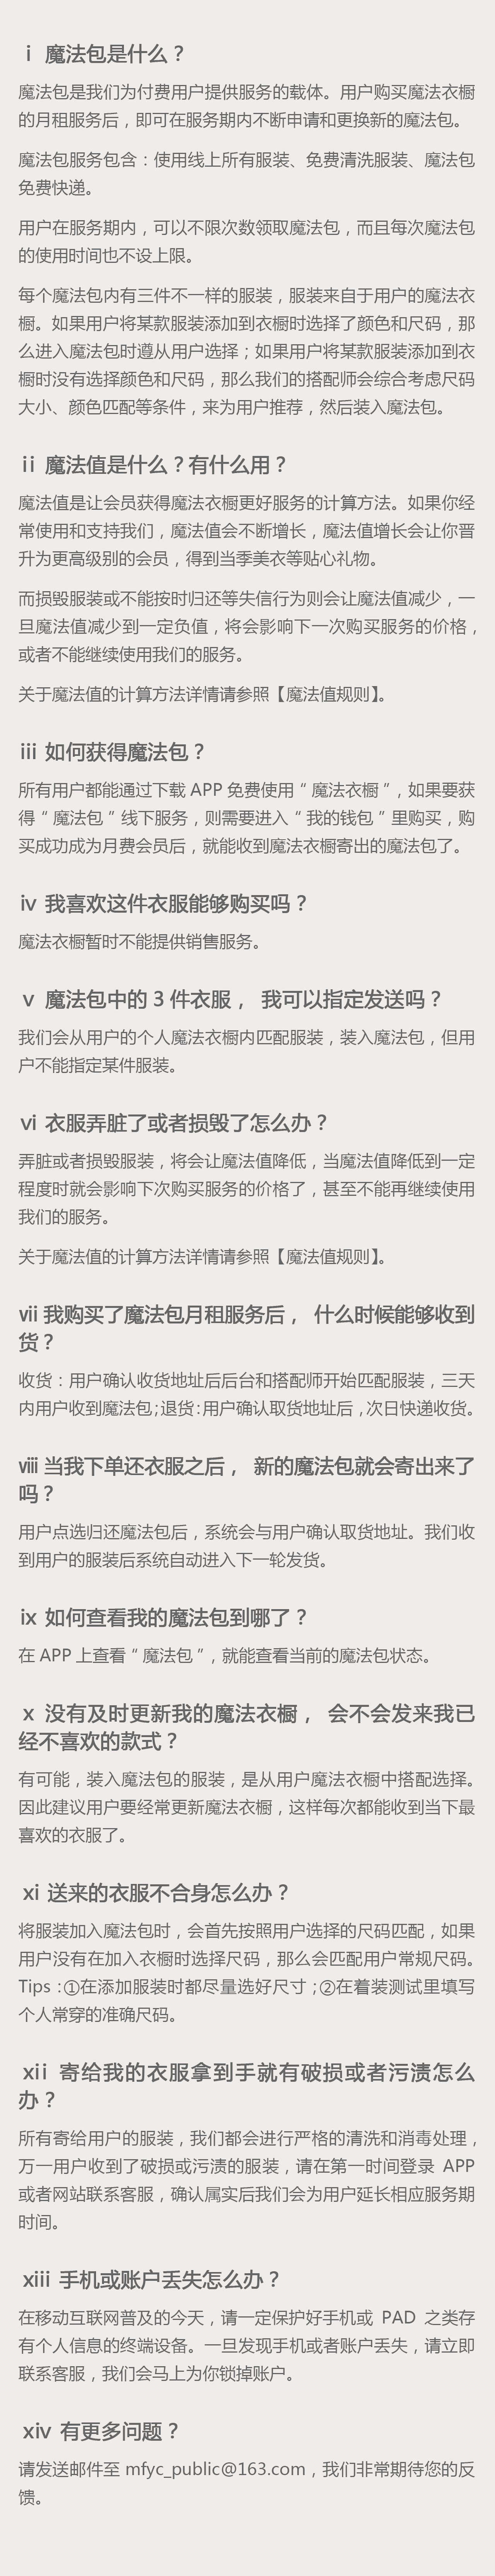 ⅰ 魔法包是什么？
魔法包是我们为付费用户提供服务的载体。用户购买魔法衣橱
的月租服务后，即可在服务期内不断申请和更换新的魔法包。
魔法包服务包含：使用线上所有服装、免费清洗服装、魔法包
免费快递。
用户在服务期内，可以不限次数领取魔法包，而且每次魔法包
的使用时间也不设上限。
每个魔法包内有三件不一样的服装，服装来自于用户的魔法衣
橱。如果用户将某款服装添加到衣橱时选择了颜色和尺码，那
么进入魔法包时遵从用户选择；如果用户将某款服装添加到衣
橱时没有选择颜色和尺码，那么我们的搭配师会综合考虑尺码
大小、颜色匹配等条件，来为用户推荐，然后装入魔法包。
ⅱ 魔法值是什么？有什么用？
魔法值是让会员获得魔法衣橱更好服务的计算方法。如果你经
常使用和支持我们，魔法值会不断增长，魔法值增长会让你晋
升为更高级别的会员，得到当季美衣等贴心礼物。
而损毁服装或不能按时归还等失信行为则会让魔法值减少，一
旦魔法值减少到一定负值，将会影响下一次购买服务的价格，
或者不能继续使用我们的服务。
关于魔法值的计算方法详情请参照【魔法值规则】。
ⅲ 如何获得魔法包？
所有用户都能通过下载 APP 免费使用“魔法衣橱”，如果要获
得“魔法包”线下服务，则需要进入“我的钱包”里购买，购
买成功成为月费会员后，就能收到魔法衣橱寄出的魔法包了。
ⅳ 我喜欢这件衣服能够购买吗？
魔法衣橱暂时不能提供销售服务。
ⅴ 魔法包中的 3 件衣服， 我可以指定发送吗？
我们会从用户的个人魔法衣橱内匹配服装，装入魔法包，但用
户不能指定某件服装。
ⅵ 衣服弄脏了或者损毁了怎么办？
弄脏或者损毁服装，将会让魔法值降低，当魔法值降低到一定
程度时就会影响下次购买服务的价格了，甚至不能再继续使用
我们的服务。
关于魔法值的计算方法详情请参照【魔法值规则】。
ⅶ 我购买了魔法包月租服务后， 什么时候能够收到
货？
收货：用户确认收货地址后后台和搭配师开始匹配服装，三天
内用户收到魔法包；退货：用户确认取货地址后，次日快递收货。
ⅷ 当我下单还衣服之后， 新的魔法包就会寄出来了
吗？
用户点选归还魔法包后，系统会与用户确认取货地址。我们收
到用户的服装后系统自动进入下一轮发货。
ⅸ 如何查看我的魔法包到哪了？
在 APP 上查看“魔法包”，就能查看当前的魔法包状态。
ⅹ 没有及时更新我的魔法衣橱， 会不会发来我已
经不喜欢的款式？
有可能，装入魔法包的服装，是从用户魔法衣橱中搭配选择。
因此建议用户要经常更新魔法衣橱，这样每次都能收到当下最
喜欢的衣服了。
xi 送来的衣服不合身怎么办？
将服装加入魔法包时，会首先按照用户选择的尺码匹配，如果
用户没有在加入衣橱时选择尺码，那么会匹配用户常规尺码。
Tips：①在添加服装时都尽量选好尺寸；②在着装测试里填写
个人常穿的准确尺码。
xii 寄给我的衣服拿到手就有破损或者污渍怎么
办？
所有寄给用户的服装，我们都会进行严格的清洗和消毒处理，
万一用户收到了破损或污渍的服装，请在第一时间登录 APP
或者网站联系客服，确认属实后我们会为用户延长相应服务期
时间。
xiii 手机或账户丢失怎么办？
在移动互联网普及的今天，请一定保护好手机或 PAD 之类存
有个人信息的终端设备。一旦发现手机或者账户丢失，请立即
联系客服，我们会马上为你锁掉账户。
xiv 有更多问题？
请发送邮件至 mfyc_public@163.com，我们非常期待您的反
馈。